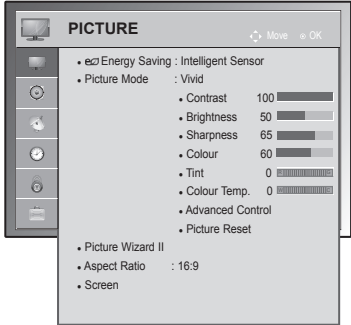 PICTURE
Move OK
• Energy Saving : Intelligent Sensor
• Picture Mode : Vivid
• Contrast 100
• Brightness 50
• Sharpness 65
• Colour 60
• Tint 0
• Colour Temp. 0
• Advanced Control
• Picture Reset
• Picture Wizard II
• Aspect Ratio : 16:9
• Screen